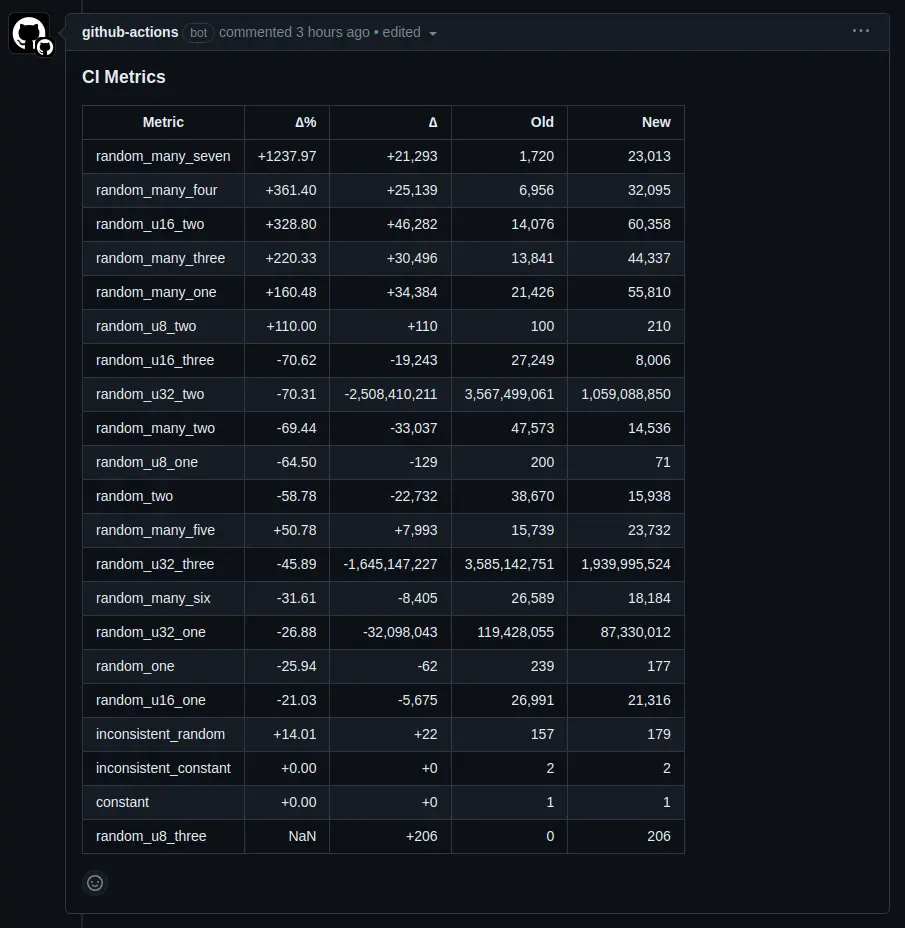 github-actions bot commented 3 hours ago • edited
CI Metrics
Metric Δ% Δ Old New
random_many_seven +1237.97 +21,293 1,720 23,013
random_many_four +361.40 +25,139 6,956 32,095
random_u16_two +328.80 +46,282 14,076 60,358
random_many_three +220.33 +30,496 13,841 44,337
random_many_one +160.48 +34,384 21,426 55,810
random_u8_two +110.00 +110 100 210
random_u16_three -70.62 -19,243 27,249 8,006
random_u32_two -70.31 -2,508,410,211 3,567,499,061 1,059,088,850
random_many_two -69.44 -33,037 47,573 14,536
random_u8_one -64.50 -129 200 71
random_two -58.78 -22,732 38,670 15,938
random_many_five +50.78 +7,993 15,739 23,732
random_u32_three -45.89 -1,645,147,227 3,585,142,751 1,939,995,524
random_many_six -31.61 -8,405 26,589 18,184
random_u32_one -26.88 -32,098,043 119,428,055 87,330,012
random_one -25.94 -62 239 177
random_u16_one -21.03 -5,675 26,991 21,316
inconsistent_random +14.01 +22 157 179
inconsistent_constant +0.00 +0 2 2
constant +0.00 +0 1 1
random_u8_three NaN +206 0 206